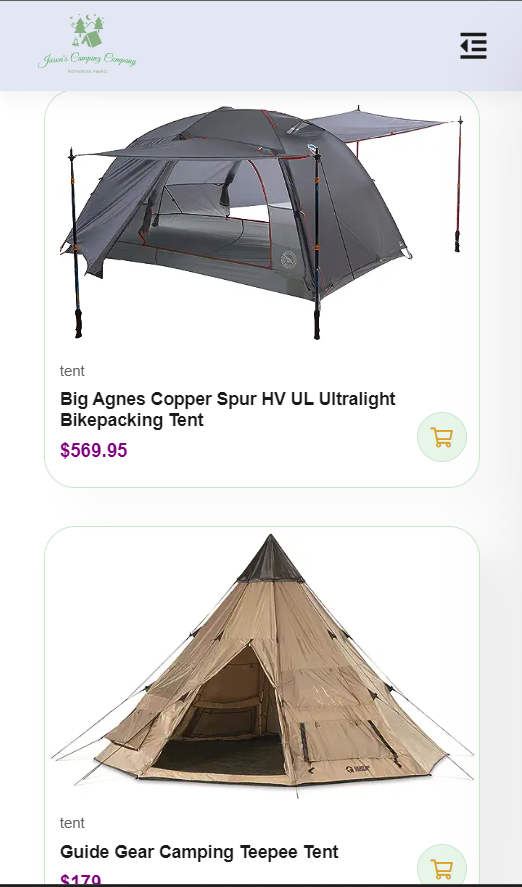 Jason's Camping Company
tent
Big Agnes Copper Spur HV UL Ultralight
Bikepacking Tent
$569.95
tent
Guide Gear Camping Teepee Tent
$179